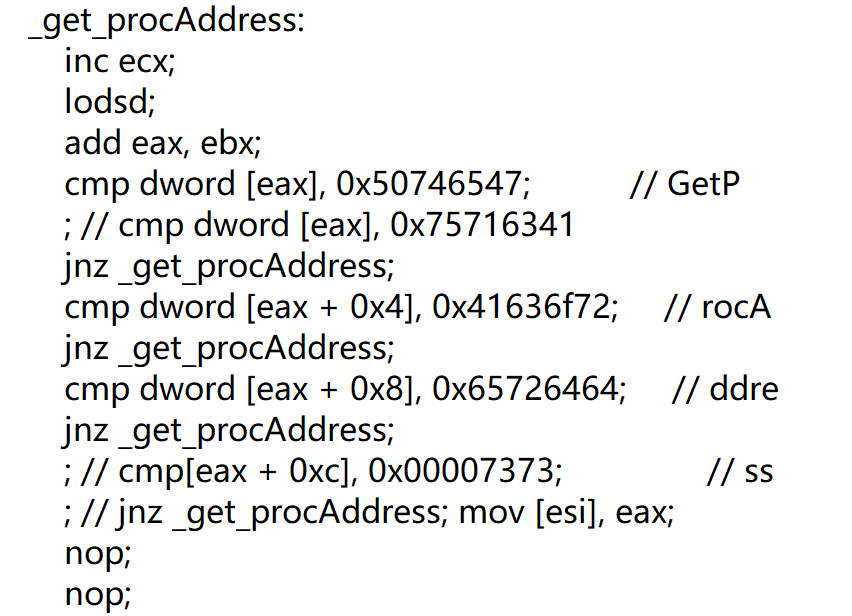 _get_procAddress:
inc ecx;
lodsd;
add eax, ebx;
cmp dword [eax], 0x50746547; // GetP
; // cmp dword [eax], 0x75716341
jnz _get_procAddress;
cmp dword [eax + 0x4], 0x41636f72; // rocA
jnz _get_procAddress;
cmp dword [eax + 0x8], 0x65726464; // ddre
jnz _get_procAddress;
; // cmp[eax + 0xc], 0x00007373; // ss
; // jnz _get_procAddress; mov [esi], eax;
nop;
nop;